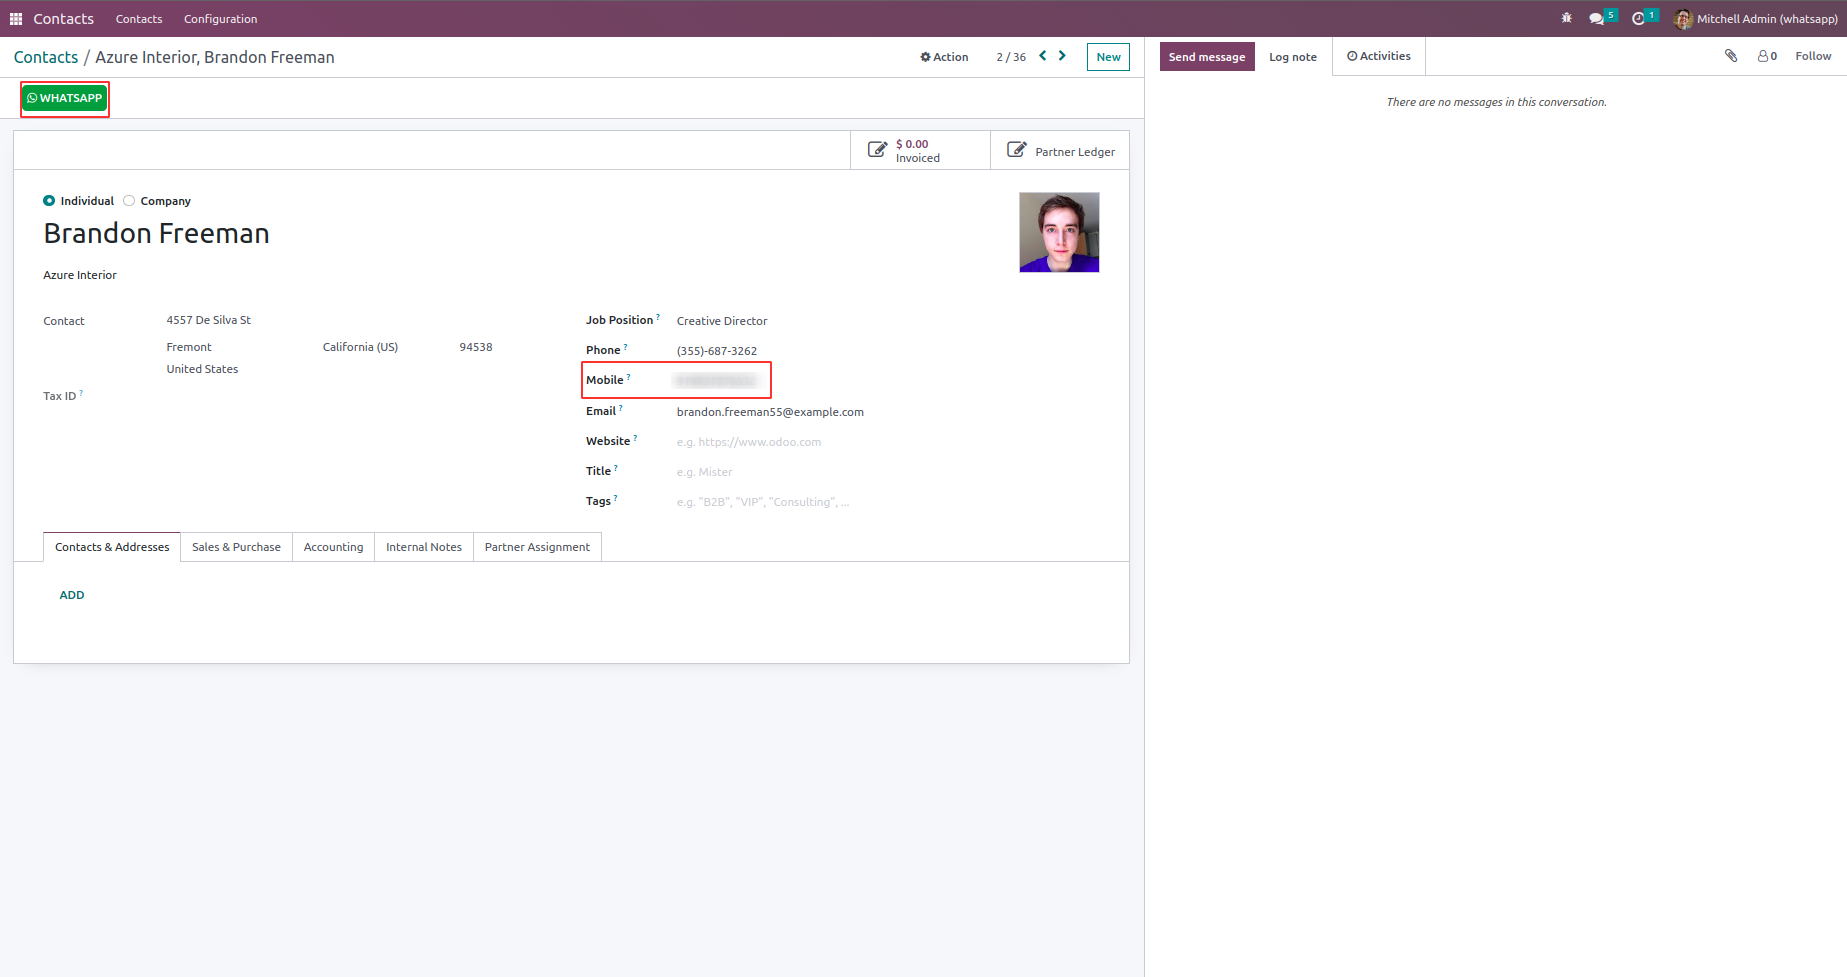 Contacts Contacts Configuration 5 1 Mitchell Admin (whatsapp)
Contacts / Azure Interior, Brandon Freeman Action 2 / 36 New Send message Log note Activities 0 Follow
WHATSAPP
There are no messages in this conversation.
$ 0.00
Invoiced
Partner Ledger
Individual Company
Brandon Freeman
Azure Interior
Contact 4557 De Silva St
Fremont California (US) 94538
United States
Tax ID ?
Job Position ? Creative Director
Phone ? (355)-687-3262
Mobile ?
Email ? brandon.freeman55@example.com
Website ? e.g. https://www.odoo.com
Title ? e.g. Mister
Tags ? e.g. "B2B", "VIP", "Consulting", ...
Contacts & Addresses Sales & Purchase Accounting Internal Notes Partner Assignment
ADD